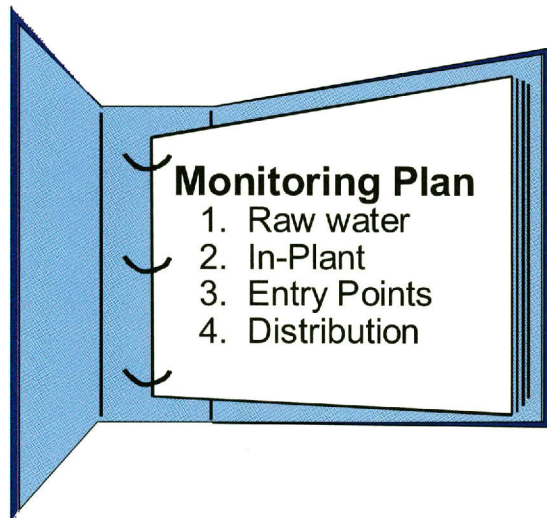 Monitoring Plan
1. Raw water
2. In-Plant
3. Entry Points
4. Distribution